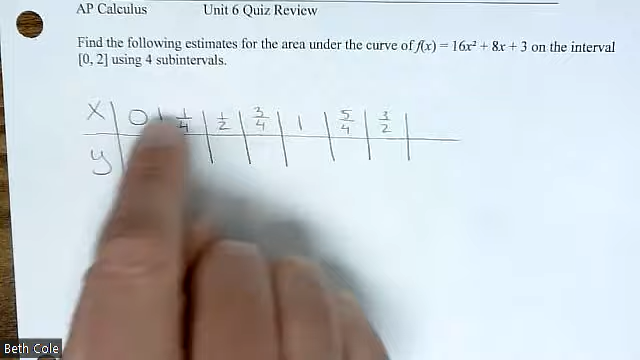 AP Calculus Unit 6 Quiz Review
Find the following estimates for the area under the curve of f(x) = 16x² + 8x + 3 on the interval
[0, 2] using 4 subintervals.
X 0 1/4 1/2 3/4 1 5/4 3/2
y
Beth Cole